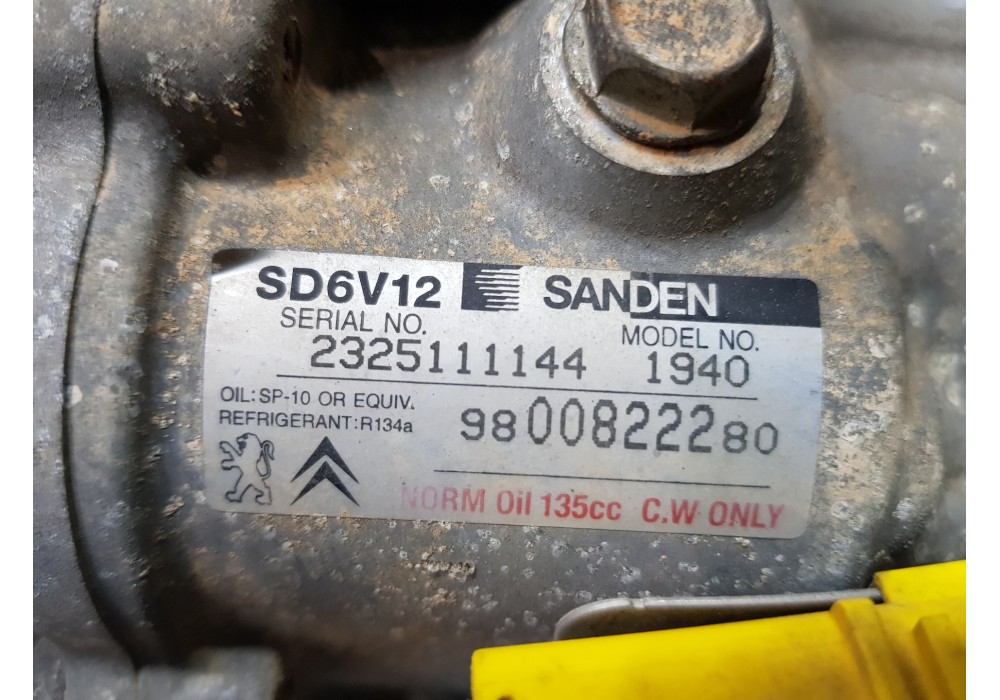 SD6V12 SANDEN
SERIAL NO. MODEL NO.
2325111144 1940
OIL: SP-10 OR EQUIV.
REFRIGERANT: R134a
9800822280
NORM Oil 135cc C.W ONLY